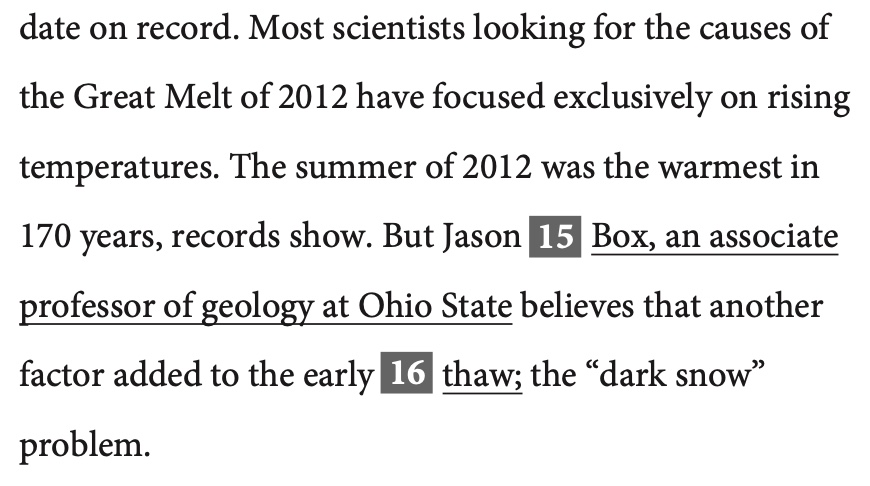 date on record. Most scientists looking for the causes of
the Great Melt of 2012 have focused exclusively on rising
temperatures. The summer of 2012 was the warmest in
170 years, records show. But Jason 15 Box, an associate
professor of geology at Ohio State believes that another
factor added to the early 16 thaw; the “dark snow”
problem.